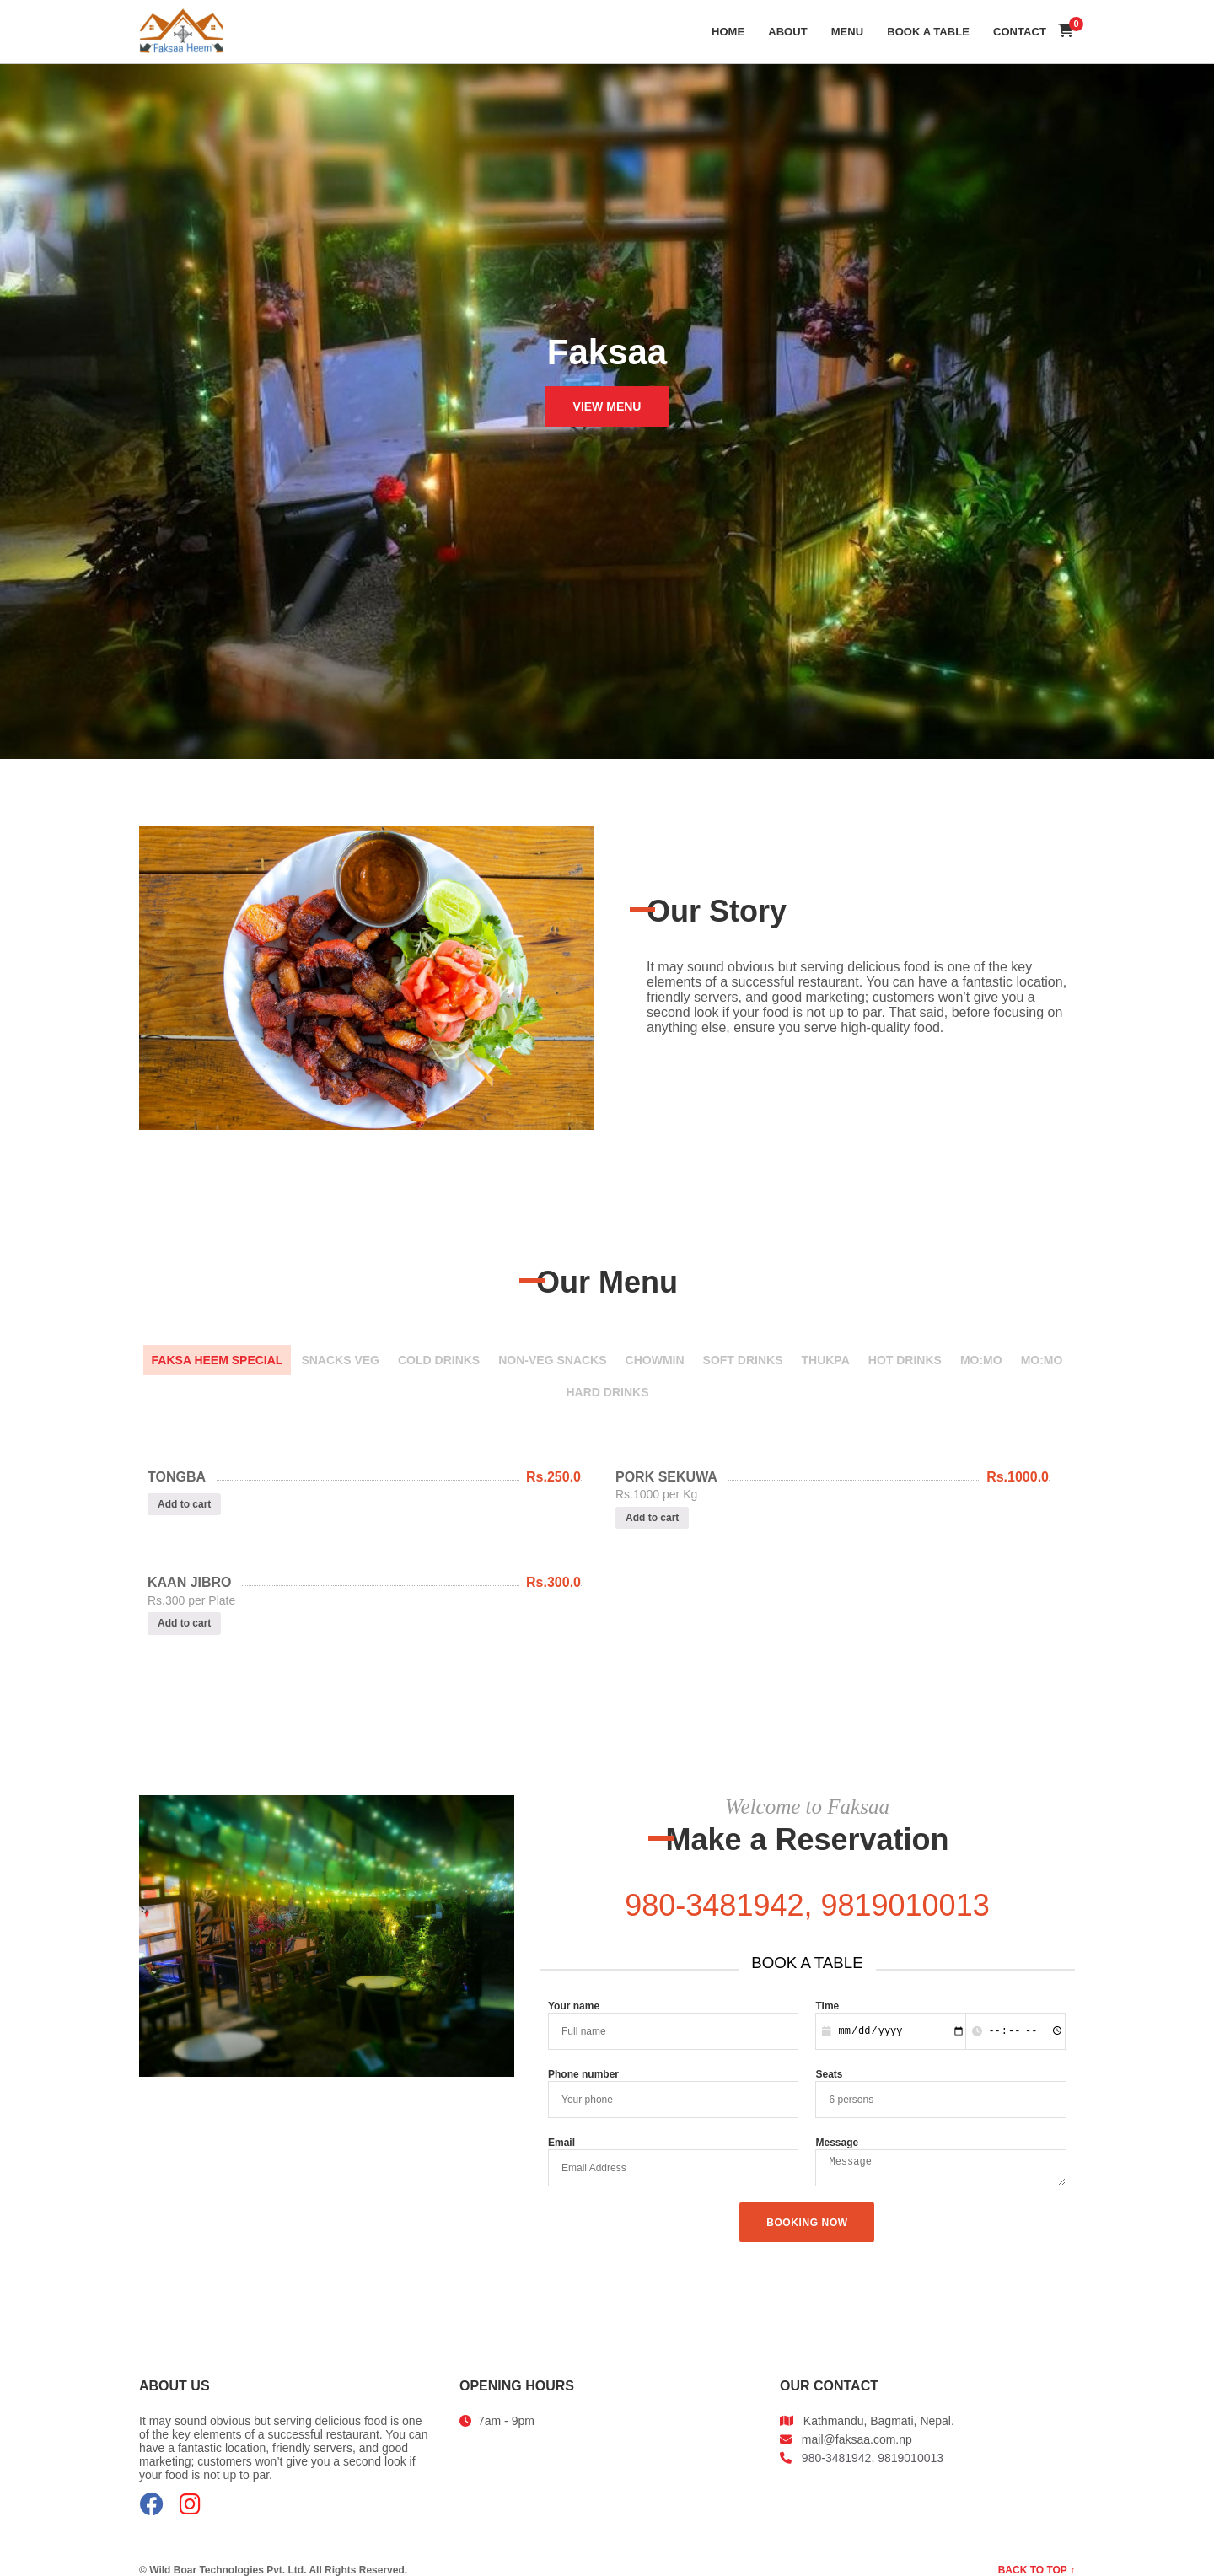 Faksaa Heem
HOME ABOUT MENU BOOK A TABLE CONTACT 0
Faksaa
VIEW MENU
Our Story
It may sound obvious but serving delicious food is one of the key
elements of a successful restaurant. You can have a fantastic location,
friendly servers, and good marketing; customers won’t give you a
second look if your food is not up to par. That said, before focusing on
anything else, ensure you serve high-quality food.
Our Menu
FAKSA HEEM SPECIAL SNACKS VEG COLD DRINKS NON-VEG SNACKS CHOWMIN SOFT DRINKS THUKPA HOT DRINKS MO:MO MO:MO
HARD DRINKS
TONGBA Rs.250.0
Add to cart
PORK SEKUWA Rs.1000.0
Rs.1000 per Kg
Add to cart
KAAN JIBRO Rs.300.0
Rs.300 per Plate
Add to cart
Welcome to Faksaa
Make a Reservation
980-3481942, 9819010013
BOOK A TABLE
Your name Time
Full name mm/dd/yyyy --:-- --
Phone number Seats
Your phone 6 persons
Email Message
Email Address Message
BOOKING NOW
ABOUT US
It may sound obvious but serving delicious food is one
of the key elements of a successful restaurant. You can
have a fantastic location, friendly servers, and good
marketing; customers won’t give you a second look if
your food is not up to par.
OPENING HOURS
7am - 9pm
OUR CONTACT
Kathmandu, Bagmati, Nepal.
mail@faksaa.com.np
980-3481942, 9819010013
© Wild Boar Technologies Pvt. Ltd. All Rights Reserved.
BACK TO TOP ↑